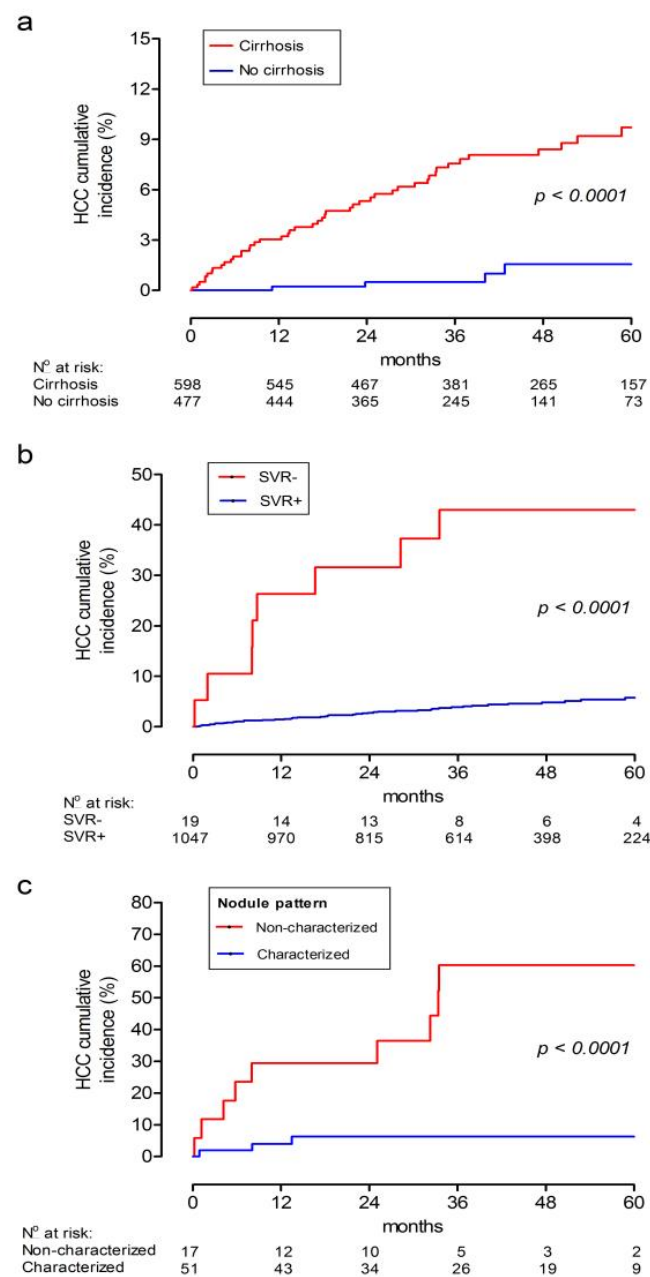 a
15
12
9
6
3
0
HCC cumulative
incidence (%)
Cirrhosis
No cirrhosis
p < 0.0001
0 12 24 36 48 60
months
Nº at risk:
Cirrhosis 598 545 467 381 265 157
No cirrhosis 477 444 365 245 141 73
b
50
40
30
20
10
0
HCC cumulative
incidence (%)
SVR-
SVR+
p < 0.0001
0 12 24 36 48 60
months
Nº at risk:
SVR- 19 14 13 8 6 4
SVR+ 1047 970 815 614 398 224
c
80
70
60
50
40
30
20
10
0
HCC cumulative
incidence (%)
Nodule pattern
Non-characterized
Characterized
p < 0.0001
0 12 24 36 48 60
months
Nº at risk:
Non-characterized 17 12 10 5 3 2
Characterized 51 43 34 26 19 9